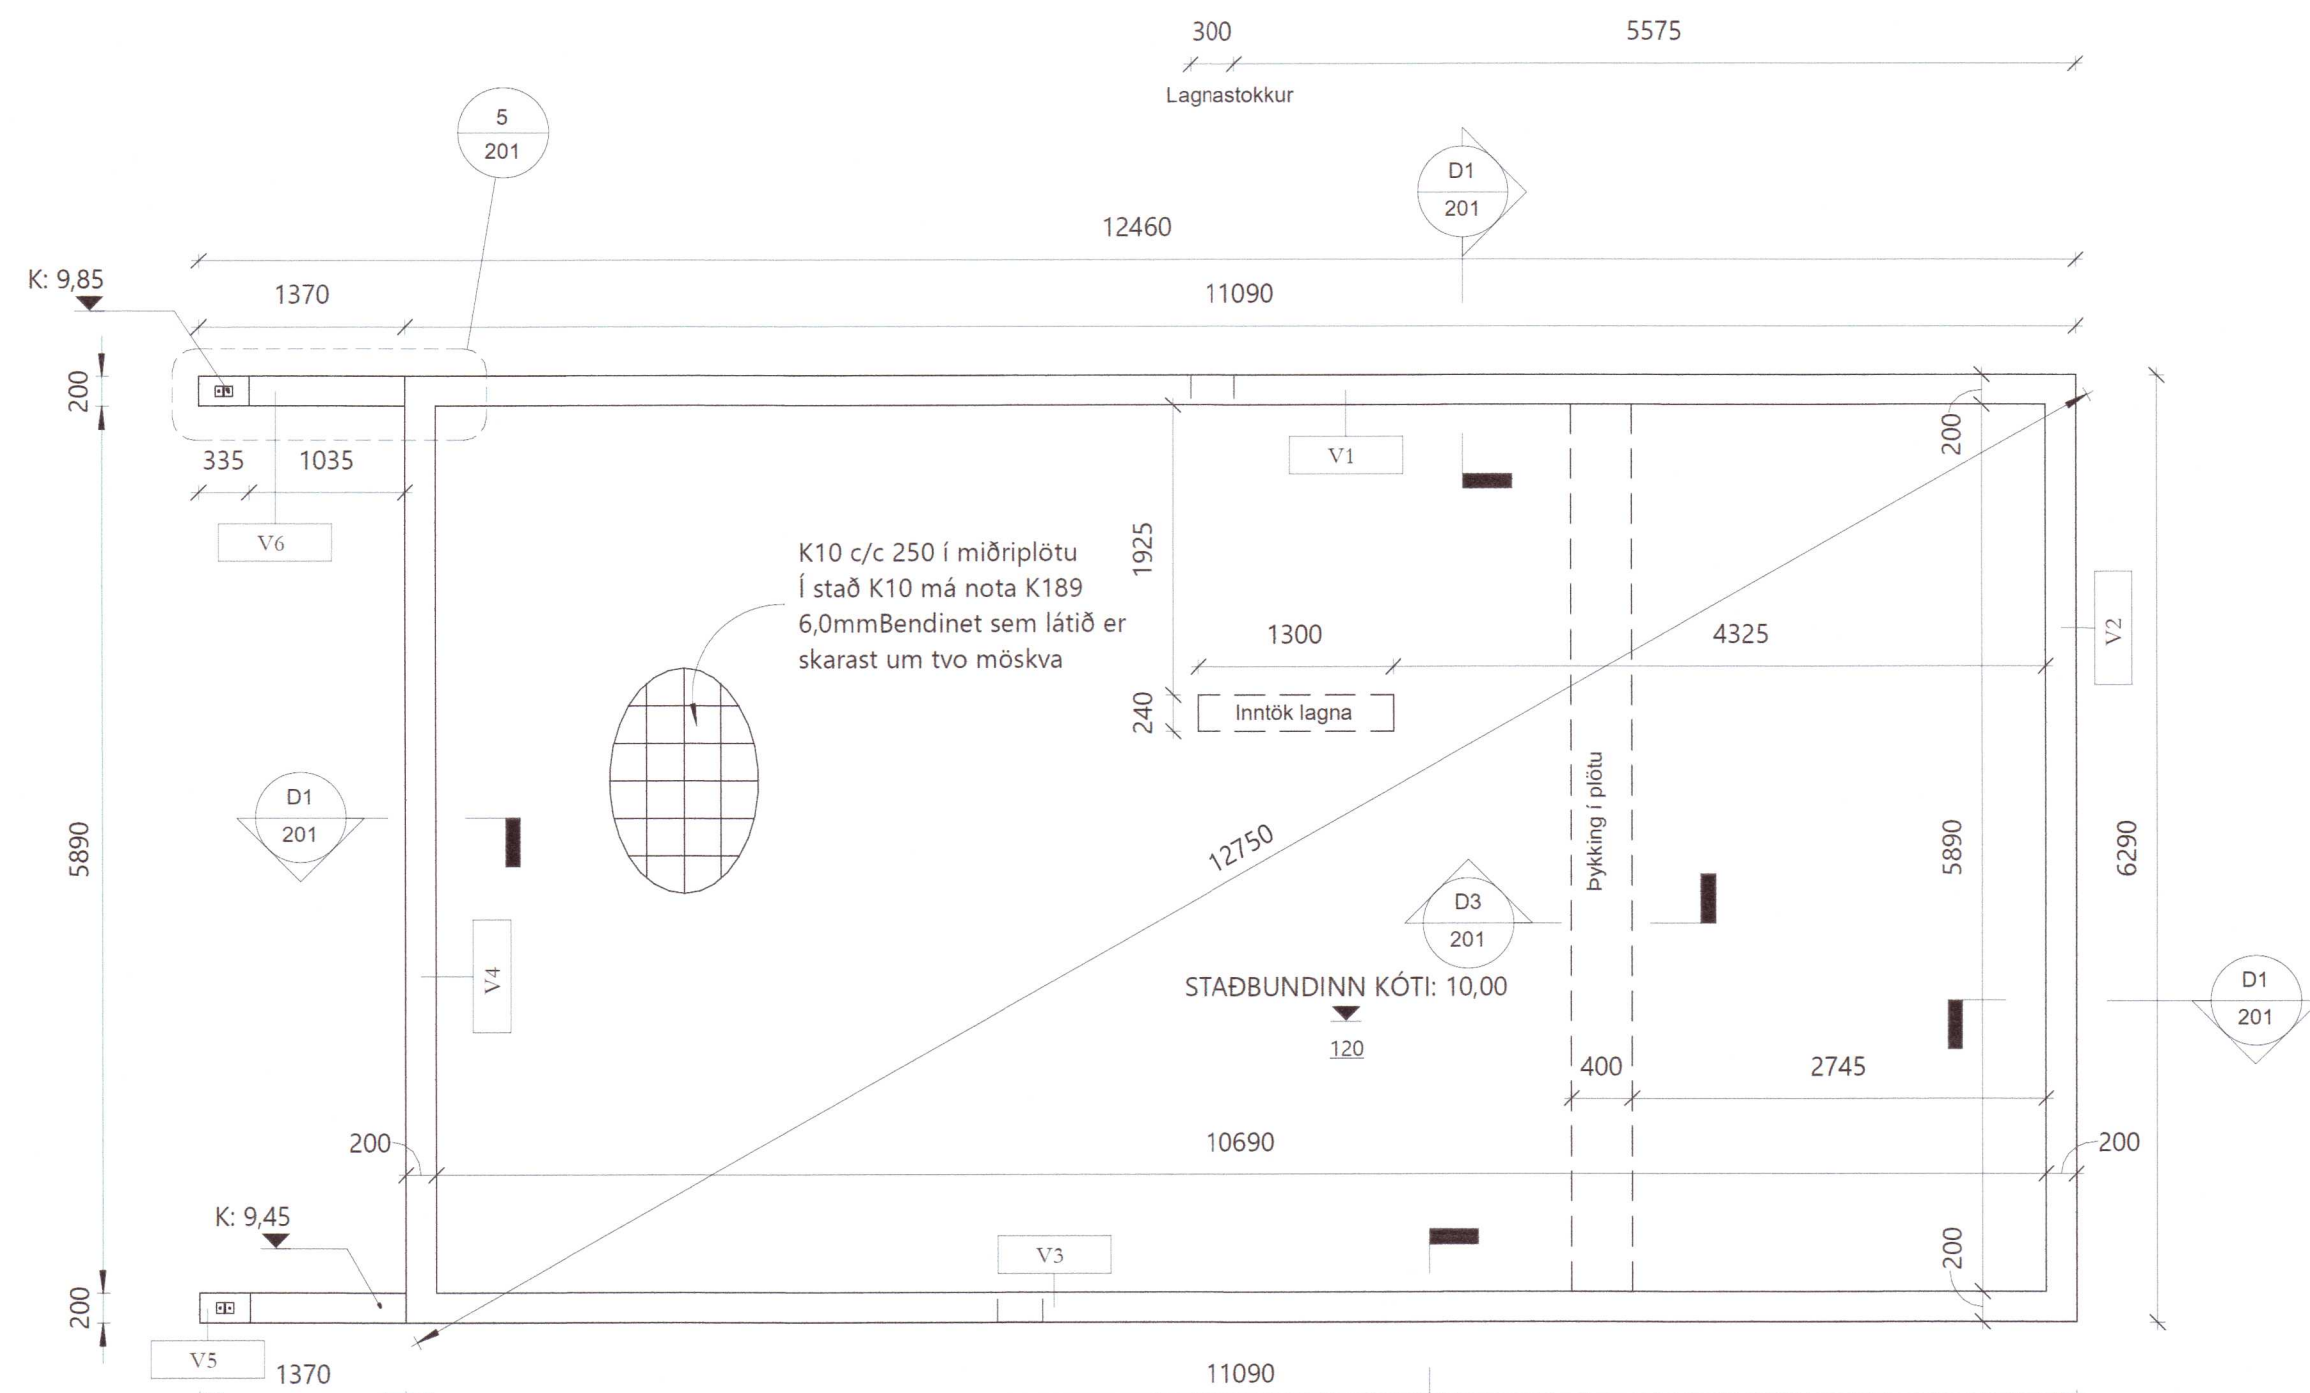 300
5575
Lagnastokkur
5
201
D1
201
12460
K: 9,85
1370
11090
200
200
335
1035
V1
V6
K10 c/c 250 í miðriplötu
Í stað K10 má nota K189
6,0mmBendinet sem látið er
skarast um tvo möskva
1925
1300
4325
V2
240
Inntök lagna
D1
201
5890
12750
Þykking í plötu
5890
6290
D3
201
V4
STAÐBUNDINN KÓTI: 10,00
120
D1
201
400
2745
200
10690
200
K: 9,45
V3
200
200
V5
1370
11090